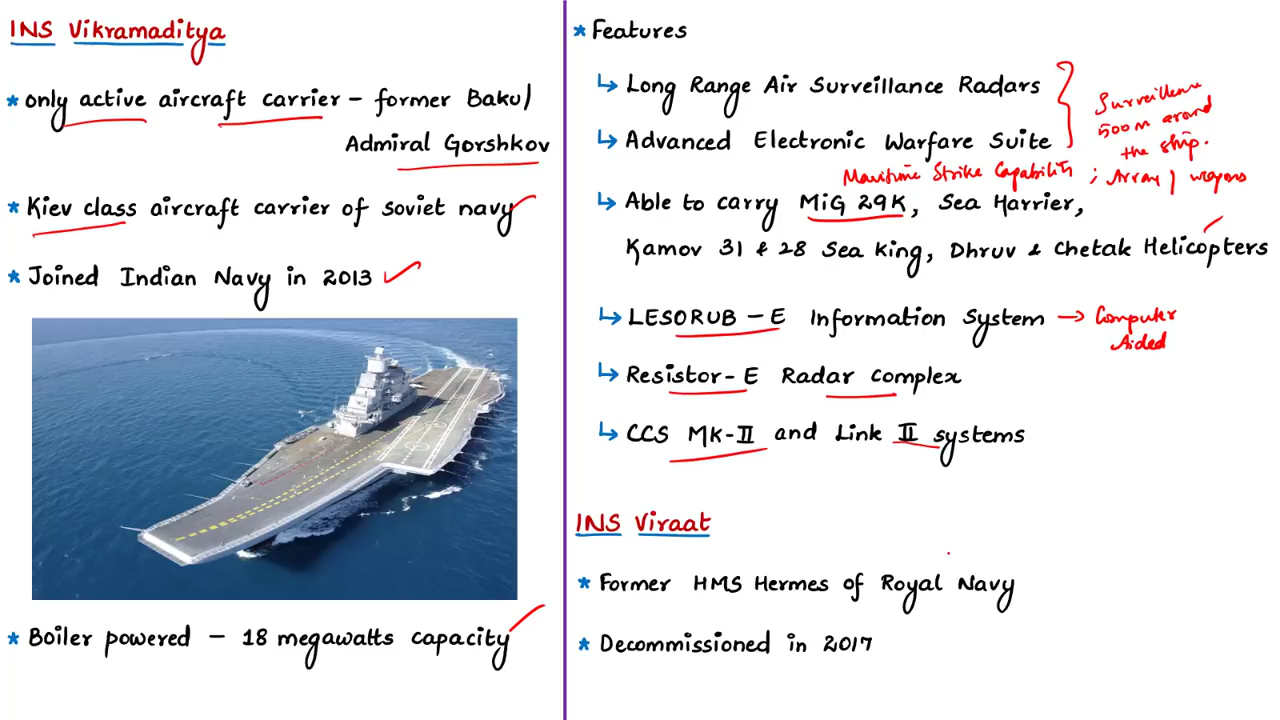 INS Vikramaditya
* only active aircraft carrier - former Baku/
Admiral Gorshkov
* Kiev class aircraft carrier of soviet navy
* Joined Indian Navy in 2013
* Boiler powered - 18 megawatts capacity
* Features
↳ Long Range Air Surveillance Radars
↳ Advanced Electronic Warfare Suite
Surveillence
500m around
the ship.
Maritime Strike Capability ; Array / weapons
↳ Able to carry MiG 29K, Sea Harrier,
Kamov 31 & 28 Sea king, Dhruv & Chetak Helicopters
↳ LESORUB - E Information System → Computer
Aided
↳ Resistor-E Radar complex
↳ CCS MK-II and Link II systems
INS Viraat
* Former HMS Hermes of Royal Navy
* Decommissioned in 2017